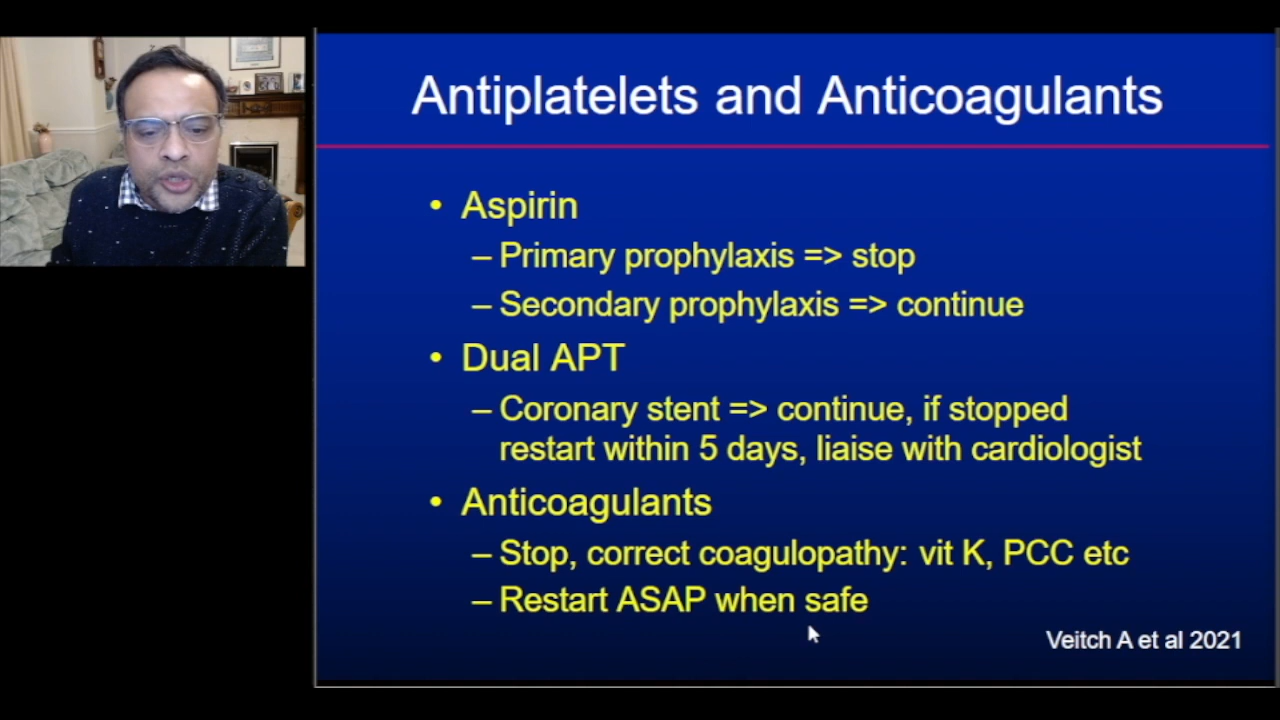 Antiplatelets and Anticoagulants
• Aspirin
– Primary prophylaxis => stop
– Secondary prophylaxis => continue
• Dual APT
– Coronary stent => continue, if stopped
restart within 5 days, liaise with cardiologist
• Anticoagulants
– Stop, correct coagulopathy: vit K, PCC etc
– Restart ASAP when safe
Veitch A et al 2021